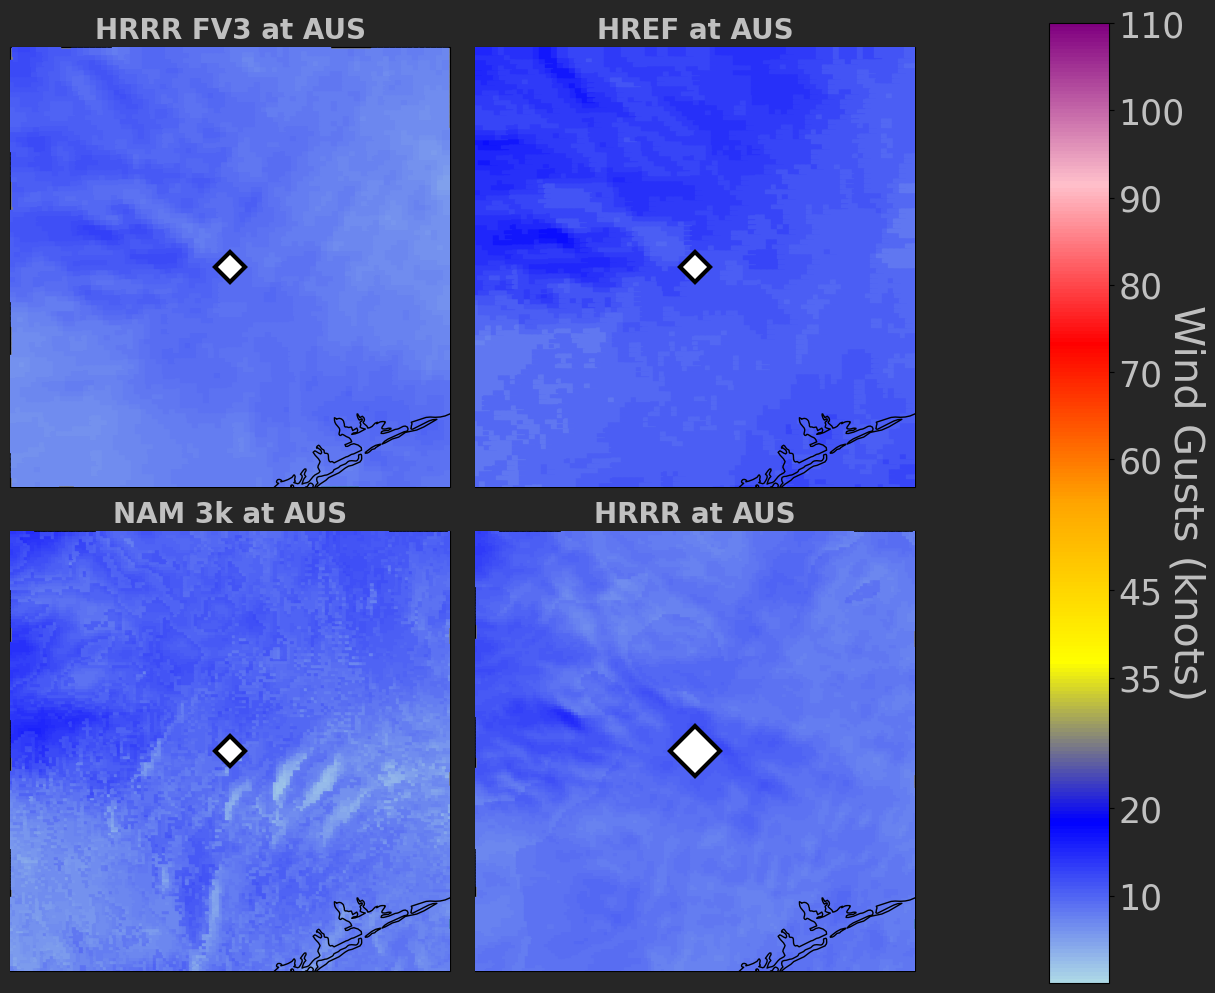 HRRR FV3 at AUS
HREF at AUS
NAM 3k at AUS
HRRR at AUS
110
100
90
80
70
60
45
35
20
10
Wind Gusts (knots)